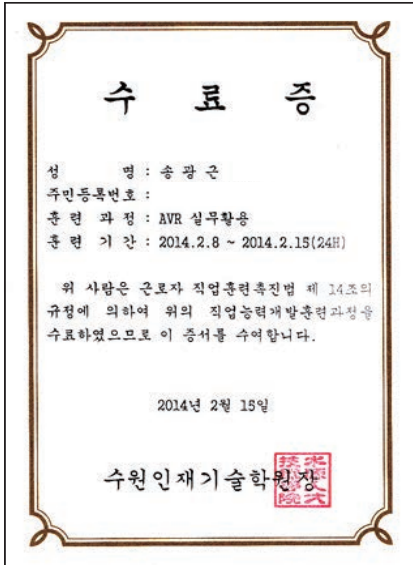 수 료 증
성 명 : 송광근
주민등록번호 :
훈 련 과 정 : AVR 실무활용
훈 련 기 간 : 2014.2.8 ~ 2014.2.15(24H)
위 사람은 근로자 직업훈련촉진법 제 14조의
규정에 의하여 위의 직업능력개발훈련과정을
수료하였으므로 이 증서를 수여합니다.
2014년 2월 15일
수원인재기술학원장